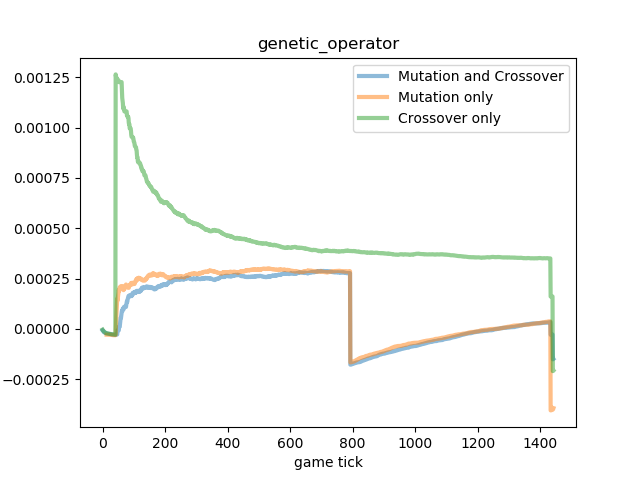 genetic_operator
Mutation and Crossover
Mutation only
Crossover only
0.00125
0.00100
0.00075
0.00050
0.00025
0.00000
−0.00025
0 200 400 600 800 1000 1200 1400
game tick